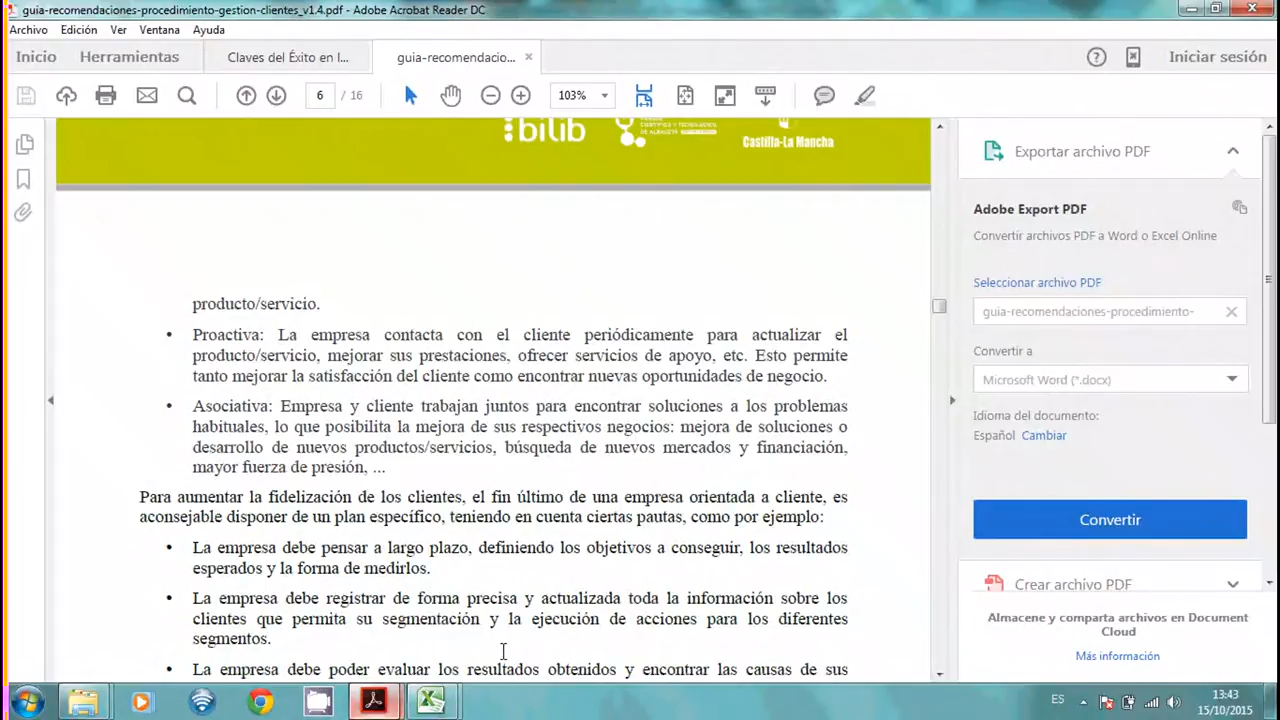 guia-recomendaciones-procedimiento-gestion-clientes_v1.4.pdf - Adobe Acrobat Reader DC
Archivo Edición Ver Ventana Ayuda
Inicio Herramientas Claves del Éxito en l... guia-recomendacio... × Iniciar sesión
6 / 16 103%
bilib
DE ALBACETE
Castilla-La Mancha
producto/servicio.
• Proactiva: La empresa contacta con el cliente periódicamente para actualizar el
producto/servicio, mejorar sus prestaciones, ofrecer servicios de apoyo, etc. Esto permite
tanto mejorar la satisfacción del cliente como encontrar nuevas oportunidades de negocio.
• Asociativa: Empresa y cliente trabajan juntos para encontrar soluciones a los problemas
habituales, lo que posibilita la mejora de sus respectivos negocios: mejora de soluciones o
desarrollo de nuevos productos/servicios, búsqueda de nuevos mercados y financiación,
mayor fuerza de presión, ...
Para aumentar la fidelización de los clientes, el fin último de una empresa orientada a cliente, es
aconsejable disponer de un plan específico, teniendo en cuenta ciertas pautas, como por ejemplo:
• La empresa debe pensar a largo plazo, definiendo los objetivos a conseguir, los resultados
esperados y la forma de medirlos.
• La empresa debe registrar de forma precisa y actualizada toda la información sobre los
clientes que permita su segmentación y la ejecución de acciones para los diferentes
segmentos.
• La empresa debe poder evaluar los resultados obtenidos y encontrar las causas de sus
Exportar archivo PDF
Adobe Export PDF
Convertir archivos PDF a Word o Excel Online
Seleccionar archivo PDF
guia-recomendaciones-procedimiento-
Convertir a
Microsoft Word (*.docx)
Idioma del documento:
Español Cambiar
Convertir
Crear archivo PDF
Almacene y comparta archivos en Document
Cloud
Más información
ES
13:43
15/10/2015